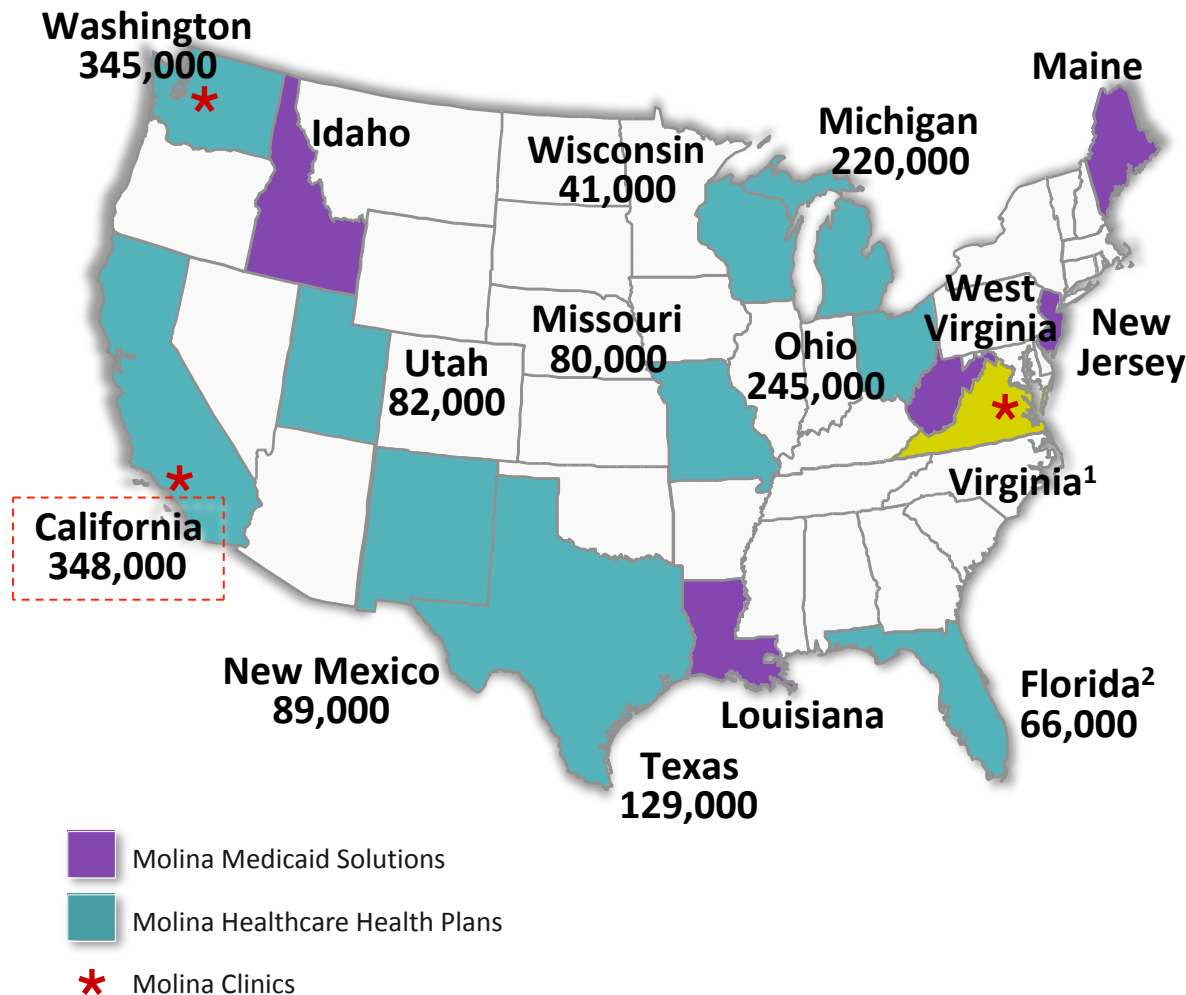 Washington
345,000
Maine
Idaho
Michigan
220,000
Wisconsin
41,000
West
Virginia
New
Jersey
Missouri
80,000
Ohio
245,000
Utah
82,000
Virginia¹
California
348,000
New Mexico
89,000
Florida²
66,000
Louisiana
Texas
129,000
Molina Medicaid Solutions
Molina Healthcare Health Plans
* Molina Clinics